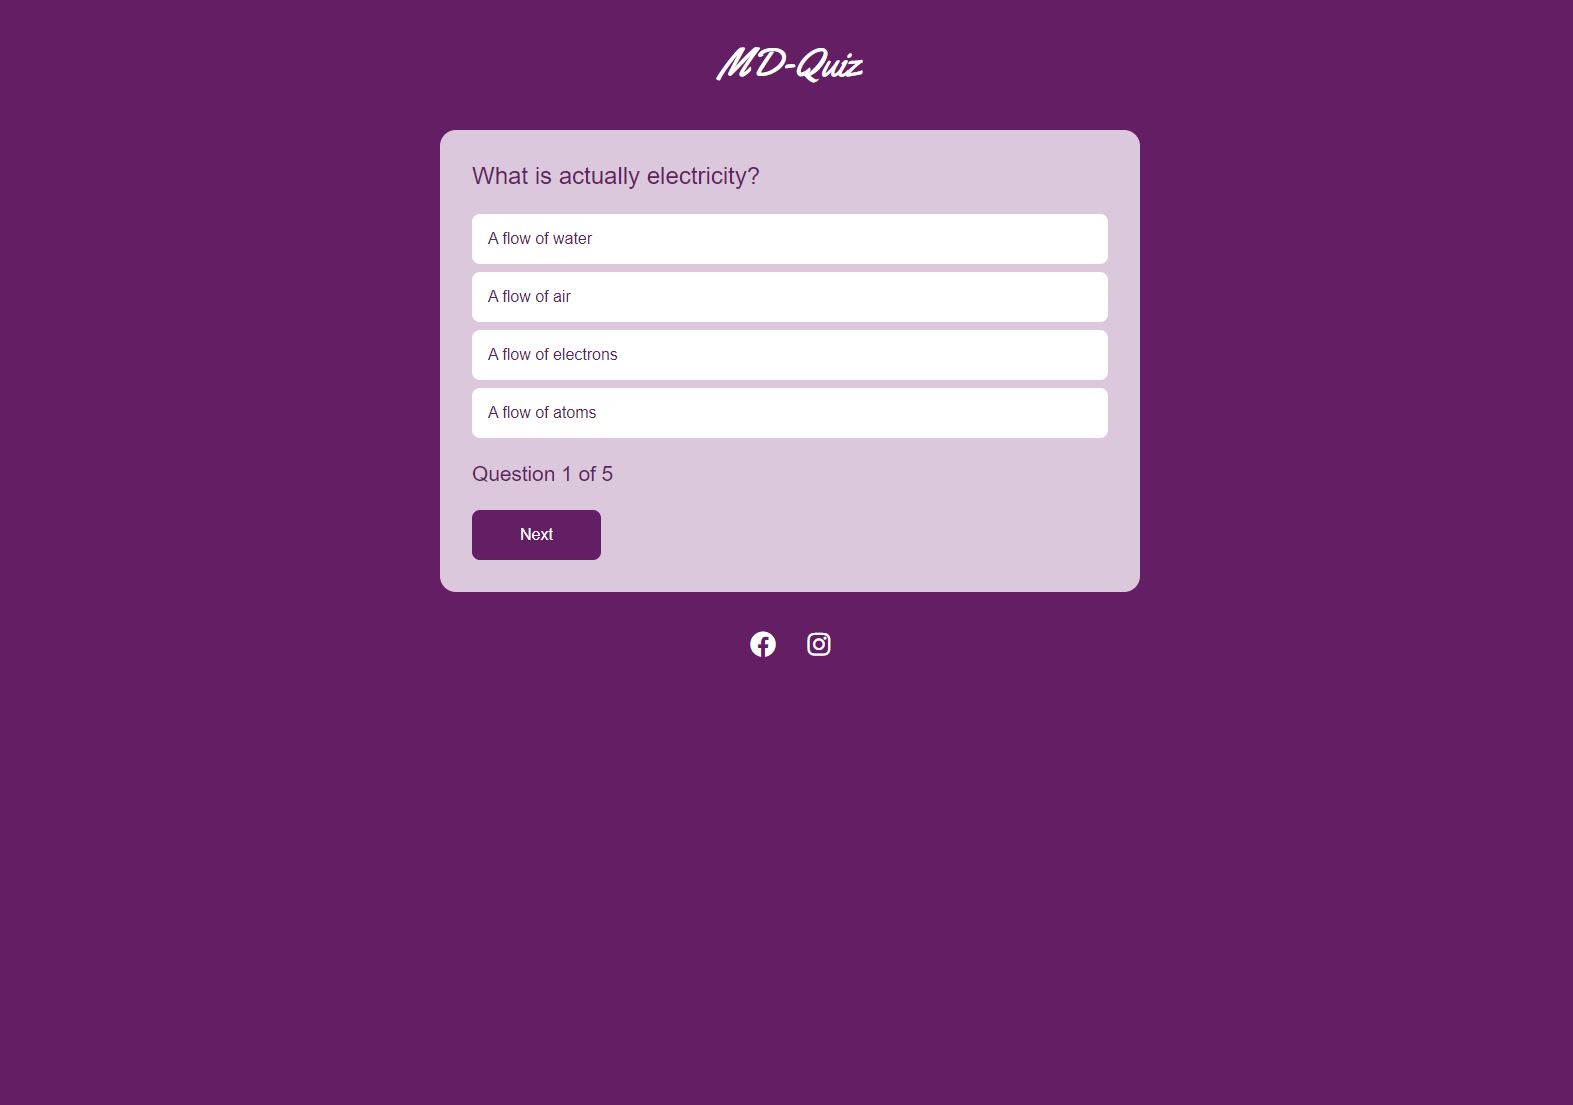 MD-Quiz
What is actually electricity?
A flow of water
A flow of air
A flow of electrons
A flow of atoms
Question 1 of 5
Next